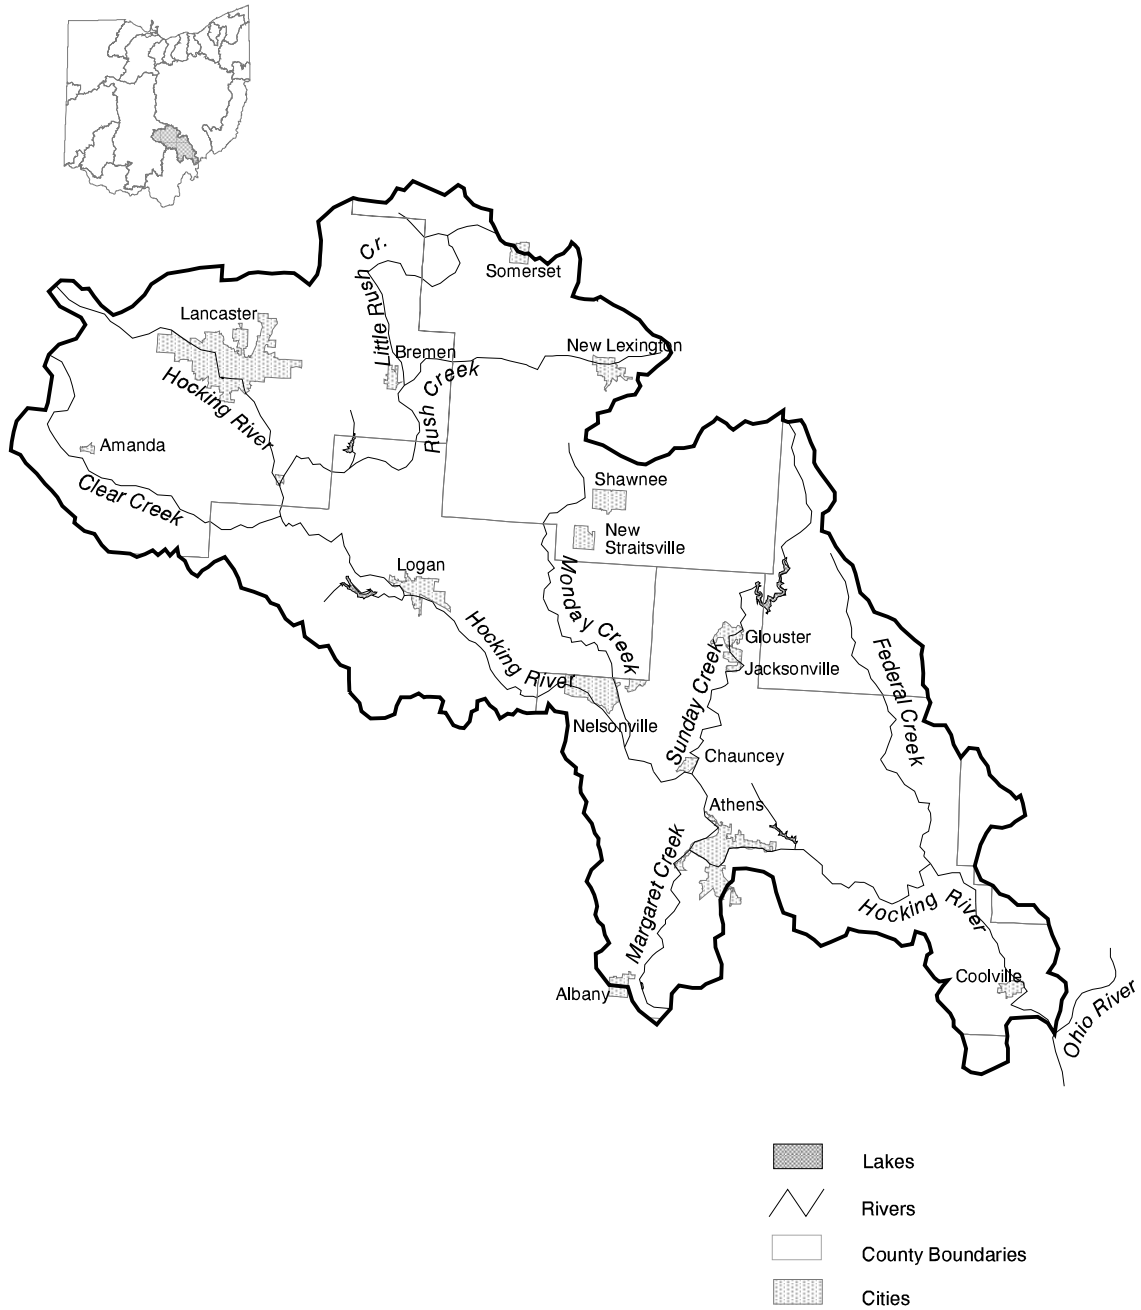 Somerset
Little Rush Cr.
Lancaster
New Lexington
Bremen
Rush Creek
Hocking River
Amanda
Clear Creek
Shawnee
New
Straitsville
Logan
Monday Creek
Hocking River
Glouster
Jacksonville
Federal Creek
Sunday Creek
Nelsonville
Chauncey
Athens
Margaret Creek
Hocking River
Coolville
Albany
Ohio River
Lakes
Rivers
County Boundaries
Cities